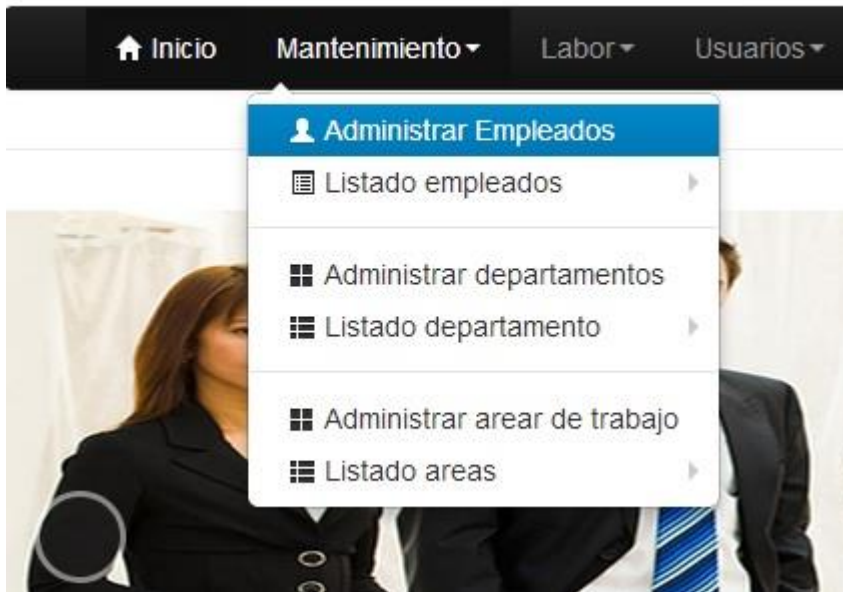 Inicio Mantenimiento Labor Usuarios
Administrar Empleados
Listado empleados
Administrar departamentos
Listado departamento
Administrar arear de trabajo
Listado areas